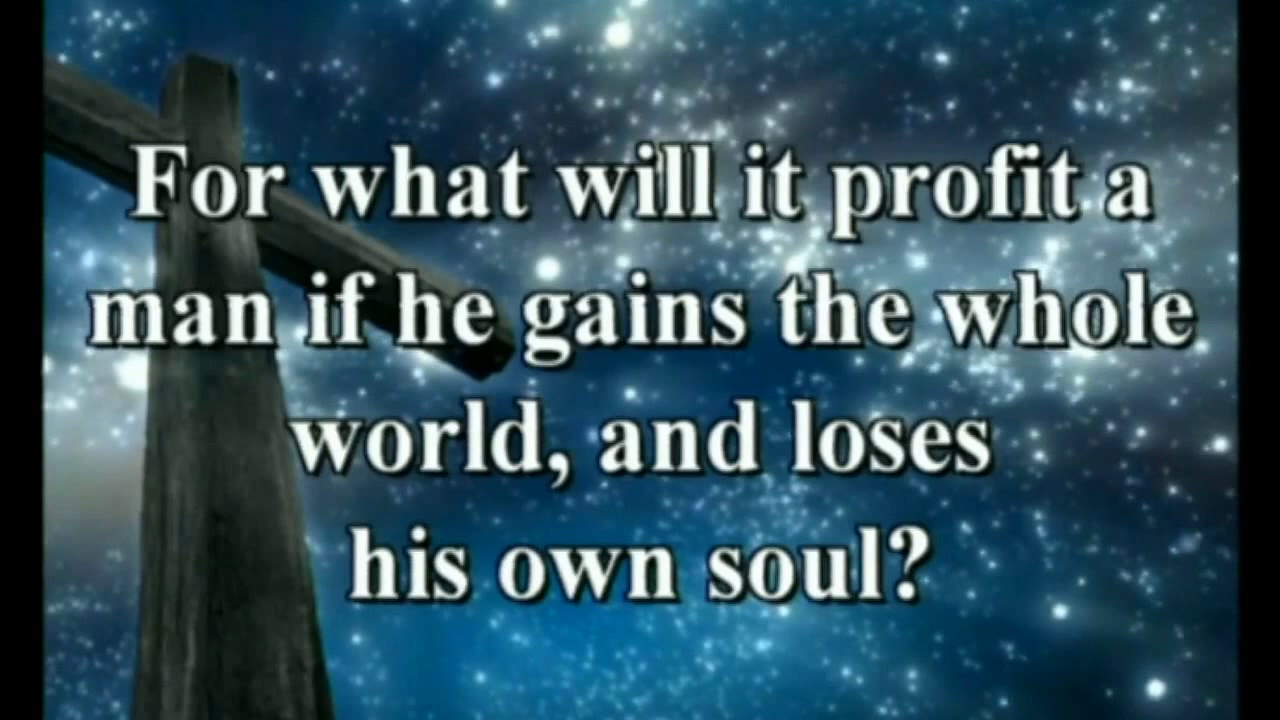 For what will it profit a
man if he gains the whole
world, and loses
his own soul?